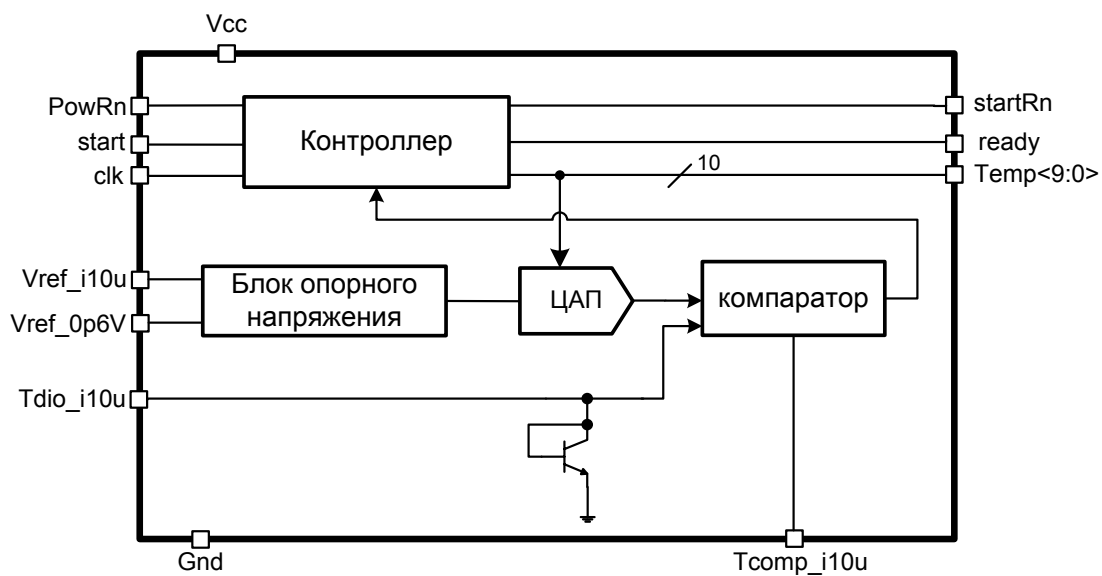 Vcc
PowRn
startRn
start
Контроллер
ready
clk
10
Temp<9:0>
Vref_i10u
Блок опорного
напряжения
ЦАП
компаратор
Vref_0p6V
Tdio_i10u
Gnd
Tcomp_i10u